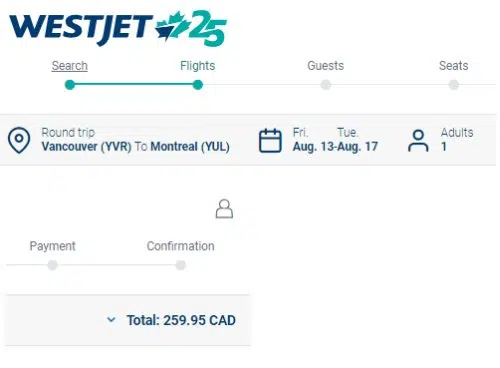 WESTJET 25
Search Flights Guests Seats
Round trip Fri. Tue. Adults
Vancouver (YVR) To Montreal (YUL) Aug. 13-Aug. 17 1
Payment Confirmation
Total: 259.95 CAD